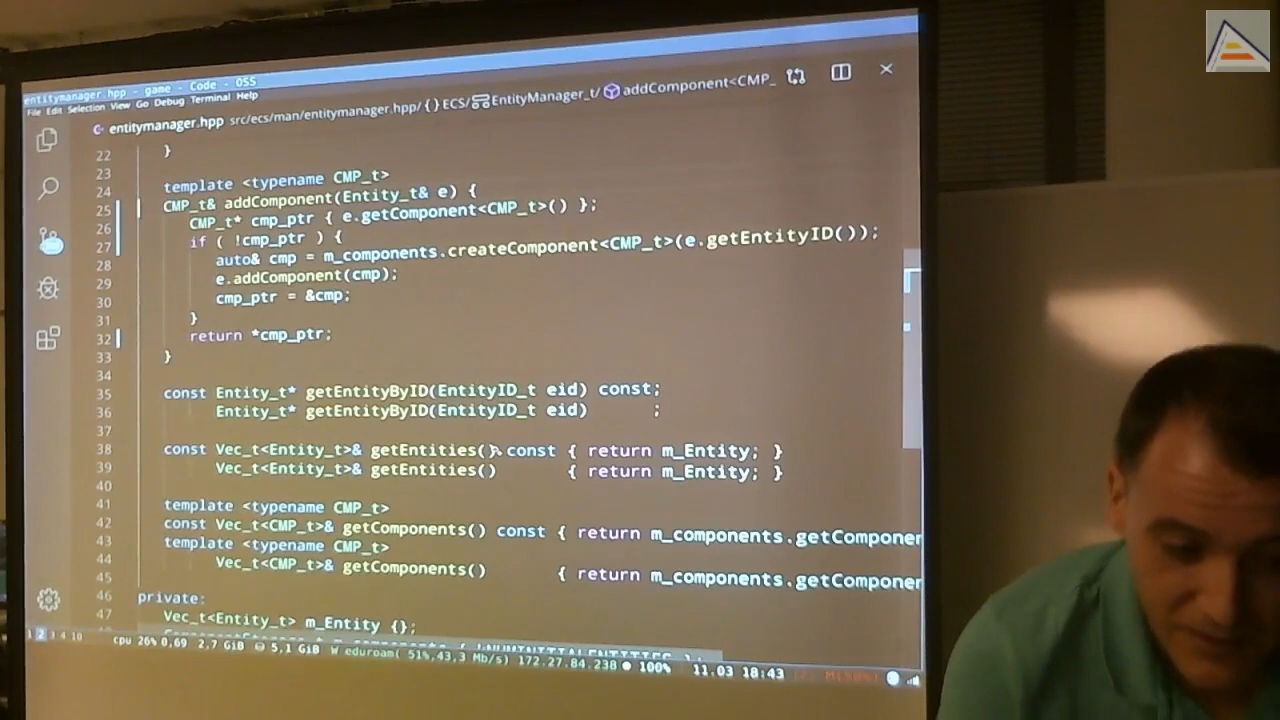 entitymanager.hpp - game - Code - OSS
File Edit Selection View Go Debug Terminal Help
entitymanager.hpp src/ecs/man/entitymanager.hpp/ {} ECS/ EntityManager_t/ addComponent<CMP_
22 }
23
24 template <typename CMP_t>
25 CMP_t& addComponent(Entity_t& e) {
26 CMP_t* cmp_ptr { e.getComponent<CMP_t>() };
27 if ( !cmp_ptr ) {
28 auto& cmp = m_components.createComponent<CMP_t>(e.getEntityID());
29 e.addComponent(cmp);
30 cmp_ptr = &cmp;
31 }
32 return *cmp_ptr;
33 }
34
35 const Entity_t* getEntityByID(EntityID_t eid) const;
36 Entity_t* getEntityByID(EntityID_t eid) ;
37
38 const Vec_t<Entity_t>& getEntities() const { return m_Entity; }
39 Vec_t<Entity_t>& getEntities() { return m_Entity; }
40
41 template <typename CMP_t>
42 const Vec_t<CMP_t>& getComponents() const { return m_components.getComponen
43 template <typename CMP_t>
44 Vec_t<CMP_t>& getComponents() { return m_components.getComponen
45
46 private:
47 Vec_t<Entity_t> m_Entity {};
1 2 3 4 10 cpu 26% 0,69 2,7 GiB 5,1 GiB W eduroam( 51%,43,3 Mb/s) 172.27.84.238 100% 11.03 18:43